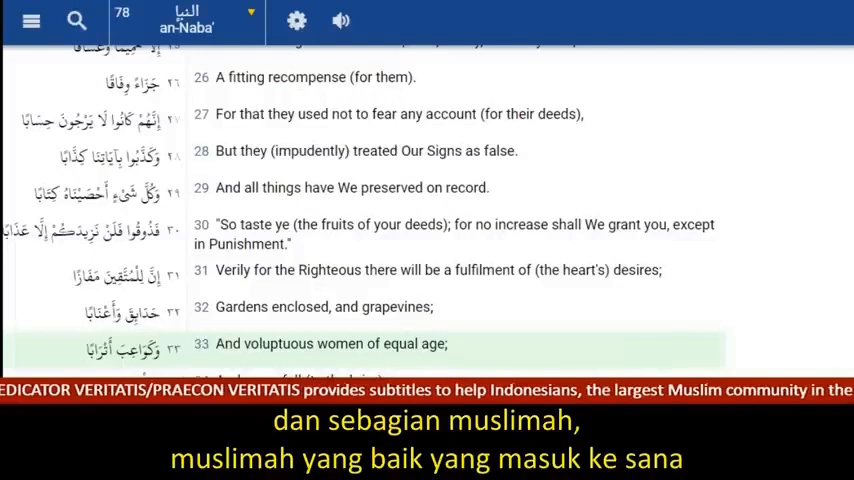 78
النبإ
an-Naba'
٢٦ جَزَاءً وِفَاقًا
26 A fitting recompense (for them).
٢٧ إِنَّهُمْ كَانُوا لَا يَرْجُونَ حِسَابًا
27 For that they used not to fear any account (for their deeds),
٢٨ وَكَذَّبُوا بِآيَاتِنَا كِذَّابًا
28 But they (impudently) treated Our Signs as false.
٢٩ وَكُلَّ شَيْءٍ أَحْصَيْنَاهُ كِتَابًا
29 And all things have We preserved on record.
٣٠ فَذُوقُوا فَلَنْ نَزِيدَكُمْ إِلَّا عَذَابًا
30 "So taste ye (the fruits of your deeds); for no increase shall We grant you, except
in Punishment."
٣١ إِنَّ لِلْمُتَّقِينَ مَفَازًا
31 Verily for the Righteous there will be a fulfilment of (the heart's) desires;
٣٢ حَدَائِقَ وَأَعْنَابًا
32 Gardens enclosed, and grapevines;
٣٣ وَكَوَاعِبَ أَتْرَابًا
33 And voluptuous women of equal age;
EDICATOR VERITATIS/PRAECON VERITATIS provides subtitles to help Indonesians, the largest Muslim community in the
dan sebagian muslimah,
muslimah yang baik yang masuk ke sana